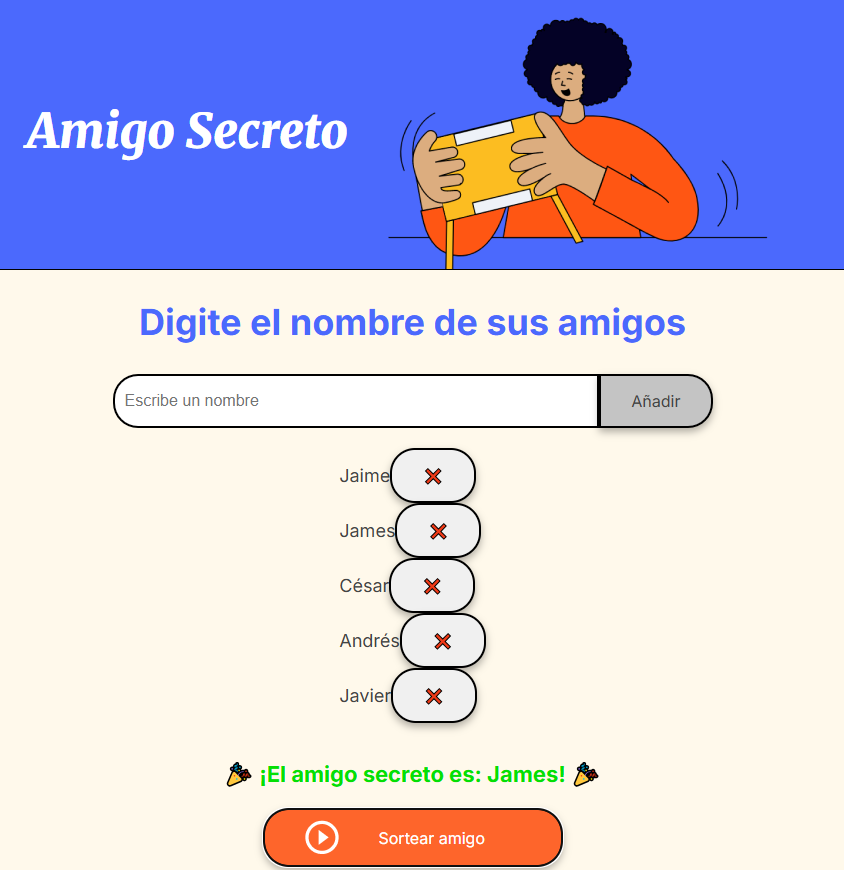 Amigo Secreto
Digite el nombre de sus amigos
Escribe un nombre
Añadir
Jaime
James
César
Andrés
Javier
¡El amigo secreto es: James!
Sortear amigo